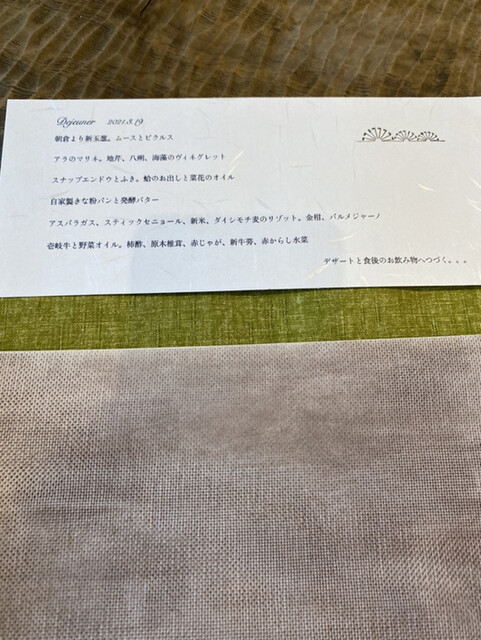 Dejeuner 2021.3.19
朝倉より新玉葱。ムースとピクルス
アラのマリネ。地芹、八朔、海藻のヴィネグレット
スナップエンドウとふき。蛤のお出しと菜花のオイル
自家製きな粉パンと発酵バター
アスパラガス、スティックセニョール、新米、ダイシモチ麦のリゾット。金柑、パルメジャーノ
壱岐牛と野菜オイル。柿酢、原木椎茸、赤じゃが、新牛蒡、赤からし水菜
デザートと食後のお飲み物へつづく。。。